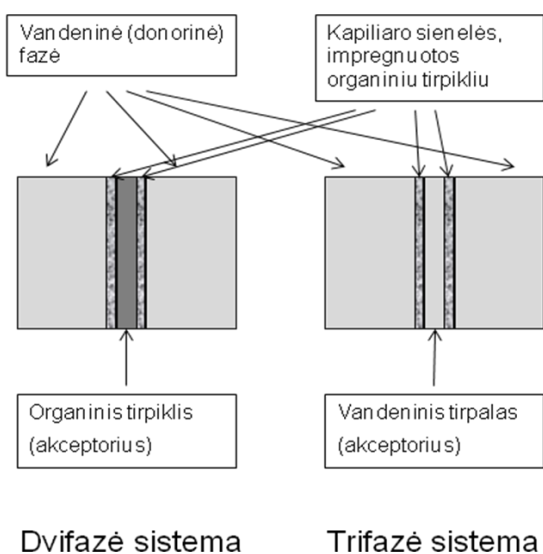 Vandeninė (donorinė)
fazė
Kapiliaro sienelės,
impregnuotos
organiniu tirpikliu
Organinis tirpiklis
(akceptorius)
Vandeninis tirpalas
(akceptorius)
Dvifazė sistema
Trifazė sistema